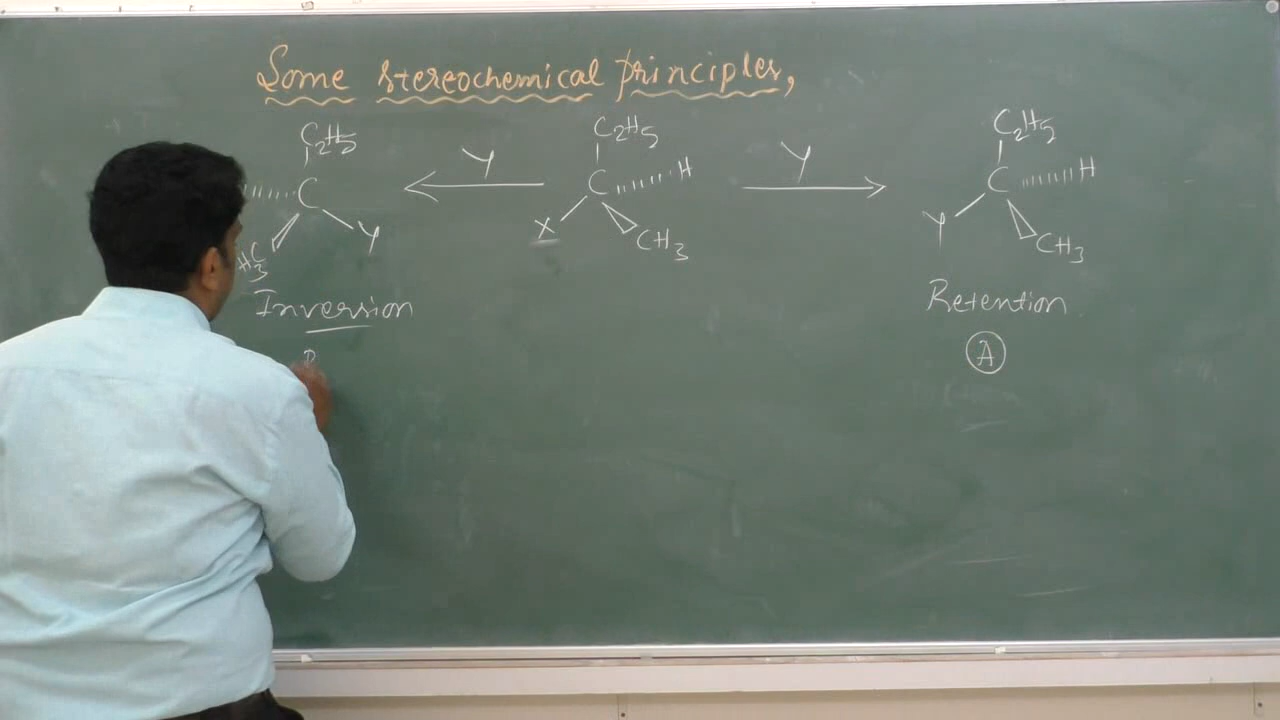 Some stereochemical principles,
C2H5 C2H5 C2H5
Y Y
C C H C H
H3C Y X CH3 Y CH3
Inversion Retention
A